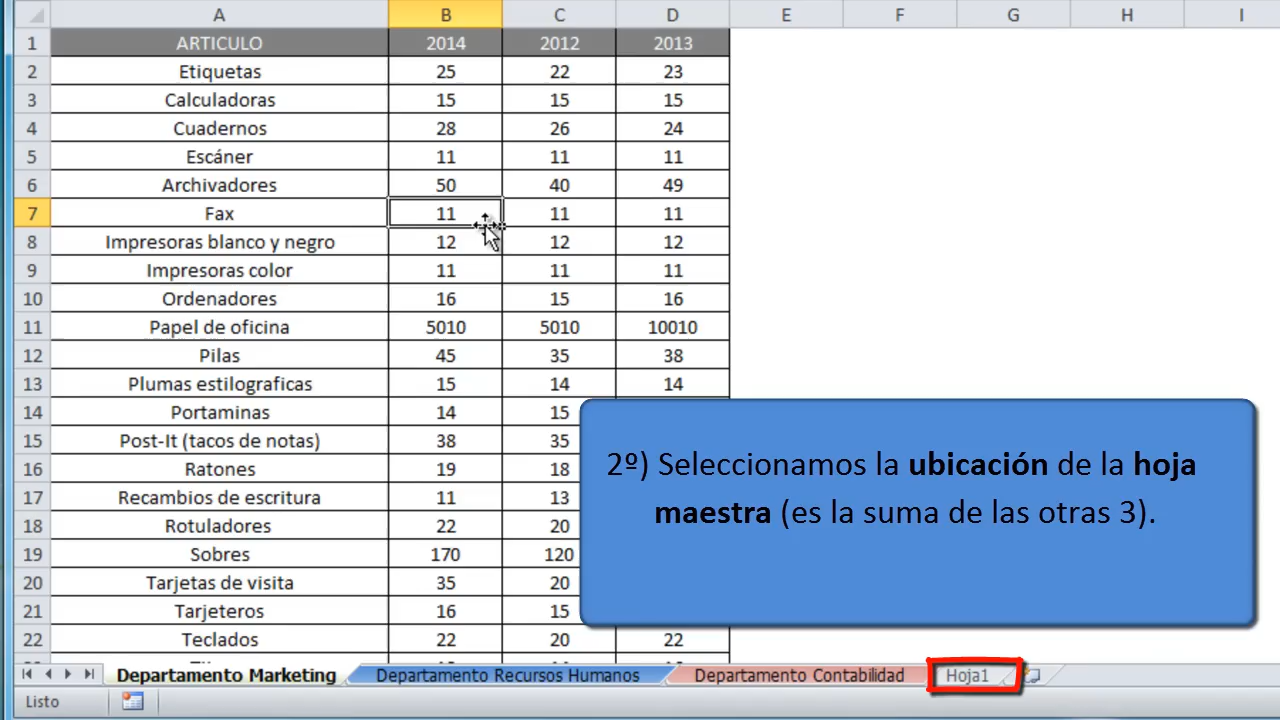 A B C D E F G H I
1 ARTICULO 2014 2012 2013
2 Etiquetas 25 22 23
3 Calculadoras 15 15 15
4 Cuadernos 28 26 24
5 Escáner 11 11 11
6 Archivadores 50 40 49
7 Fax 11 11 11
8 Impresoras blanco y negro 12 12 12
9 Impresoras color 11 11 11
10 Ordenadores 16 15 16
11 Papel de oficina 5010 5010 10010
12 Pilas 45 35 38
13 Plumas estilograficas 15 14 14
14 Portaminas 14 15
15 Post-It (tacos de notas) 38 35
16 Ratones 19 18
17 Recambios de escritura 11 13
18 Rotuladores 22 20
19 Sobres 170 120
20 Tarjetas de visita 35 20
21 Tarjeteros 16 15
22 Teclados 22 20 22
2º) Seleccionamos la ubicación de la hoja
maestra (es la suma de las otras 3).
Departamento Marketing Departamento Recursos Humanos Departamento Contabilidad Hoja1
Listo